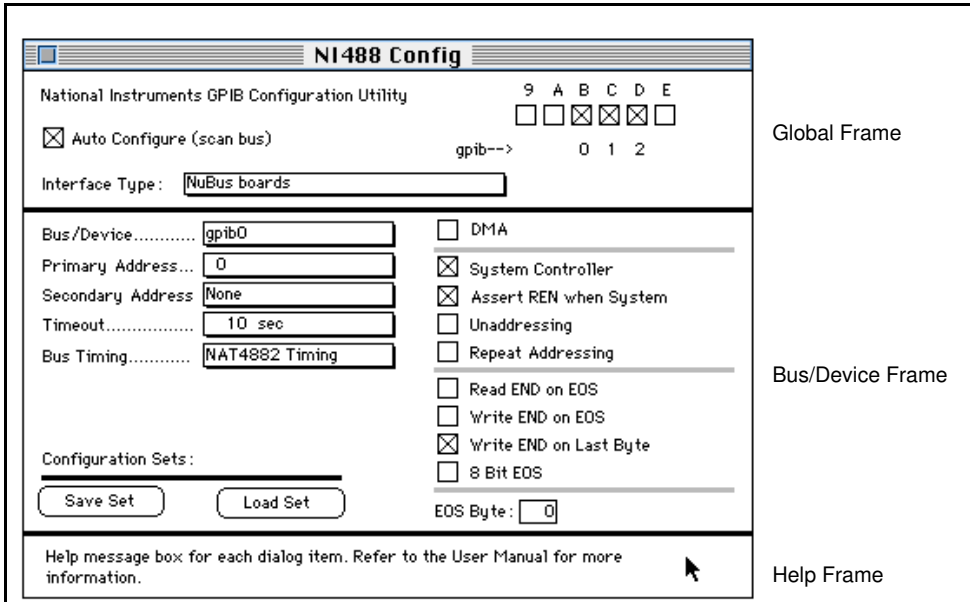 NI488 Config
National Instruments GPIB Configuration Utility
9 A B C D E
Auto Configure (scan bus)
gpib--> 0 1 2
Global Frame
Interface Type: NuBus boards
Bus/Device........... gpib0
Primary Address... 0
Secondary Address None
Timeout................ 10 sec
Bus Timing........... NAT4882 Timing
Configuration Sets:
Save Set
Load Set
DMA
System Controller
Assert REN when System
Unaddressing
Repeat Addressing
Read END on EOS
Write END on EOS
Write END on Last Byte
8 Bit EOS
EOS Byte: 0
Bus/Device Frame
Help message box for each dialog item. Refer to the User Manual for more
information.
Help Frame